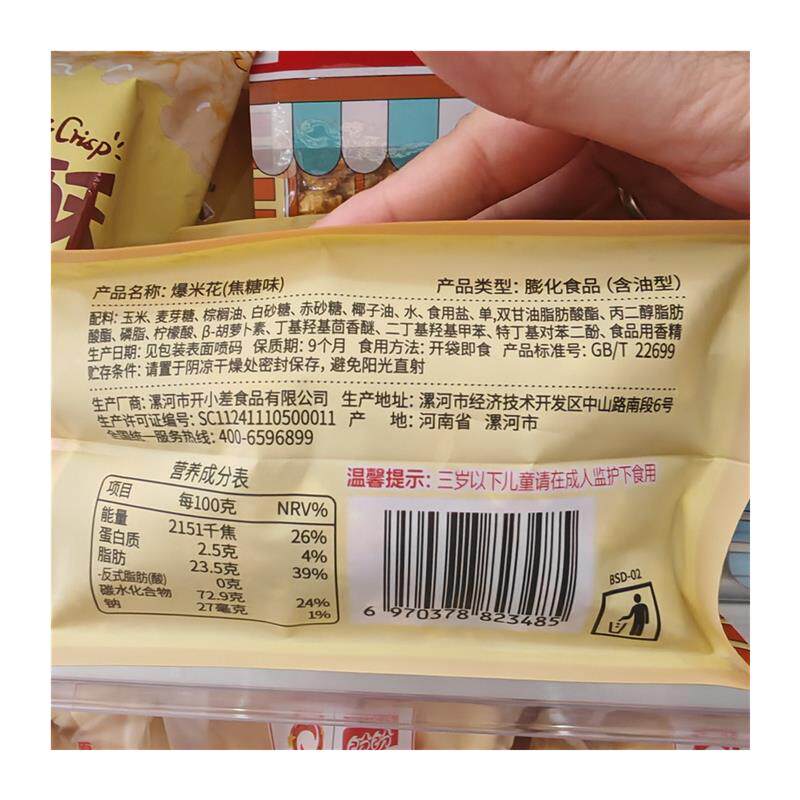 Crisp
酥
产品名称: 爆米花(焦糖味) 产品类型: 膨化食品 (含油型)
配料: 玉米、麦芽糖、棕榈油、白砂糖、赤砂糖、椰子油、水、食用盐、单,双甘油脂肪酸酯、丙二醇脂肪
酸酯、磷脂、柠檬酸、β-胡萝卜素、丁基羟基茴香醚、二丁基羟基甲苯、特丁基对苯二酚、食品用香精
生产日期: 见包装表面喷码 保质期: 9个月 食用方法: 开袋即食 产品标准号: GB/T 22699
贮存条件: 请置于阴凉干燥处密封保存, 避免阳光直射
生产厂商: 漯河市开小差食品有限公司 生产地址: 漯河市经济技术开发区中山路南段6号
生产许可证编号: SC11241110500011 产 地: 河南省 漯河市
全国统一服务热线: 400-6596899
营养成分表
项目 每100克 NRV%
能量 2151千焦 26%
蛋白质 2.5克 4%
脂肪 23.5克 39%
-反式脂肪(酸) 0克
碳水化合物 72.9克 24%
钠 27毫克 1%
温馨提示: 三岁以下儿童请在成人监护下食用
6 970378 823485
BSD-02
盼盼